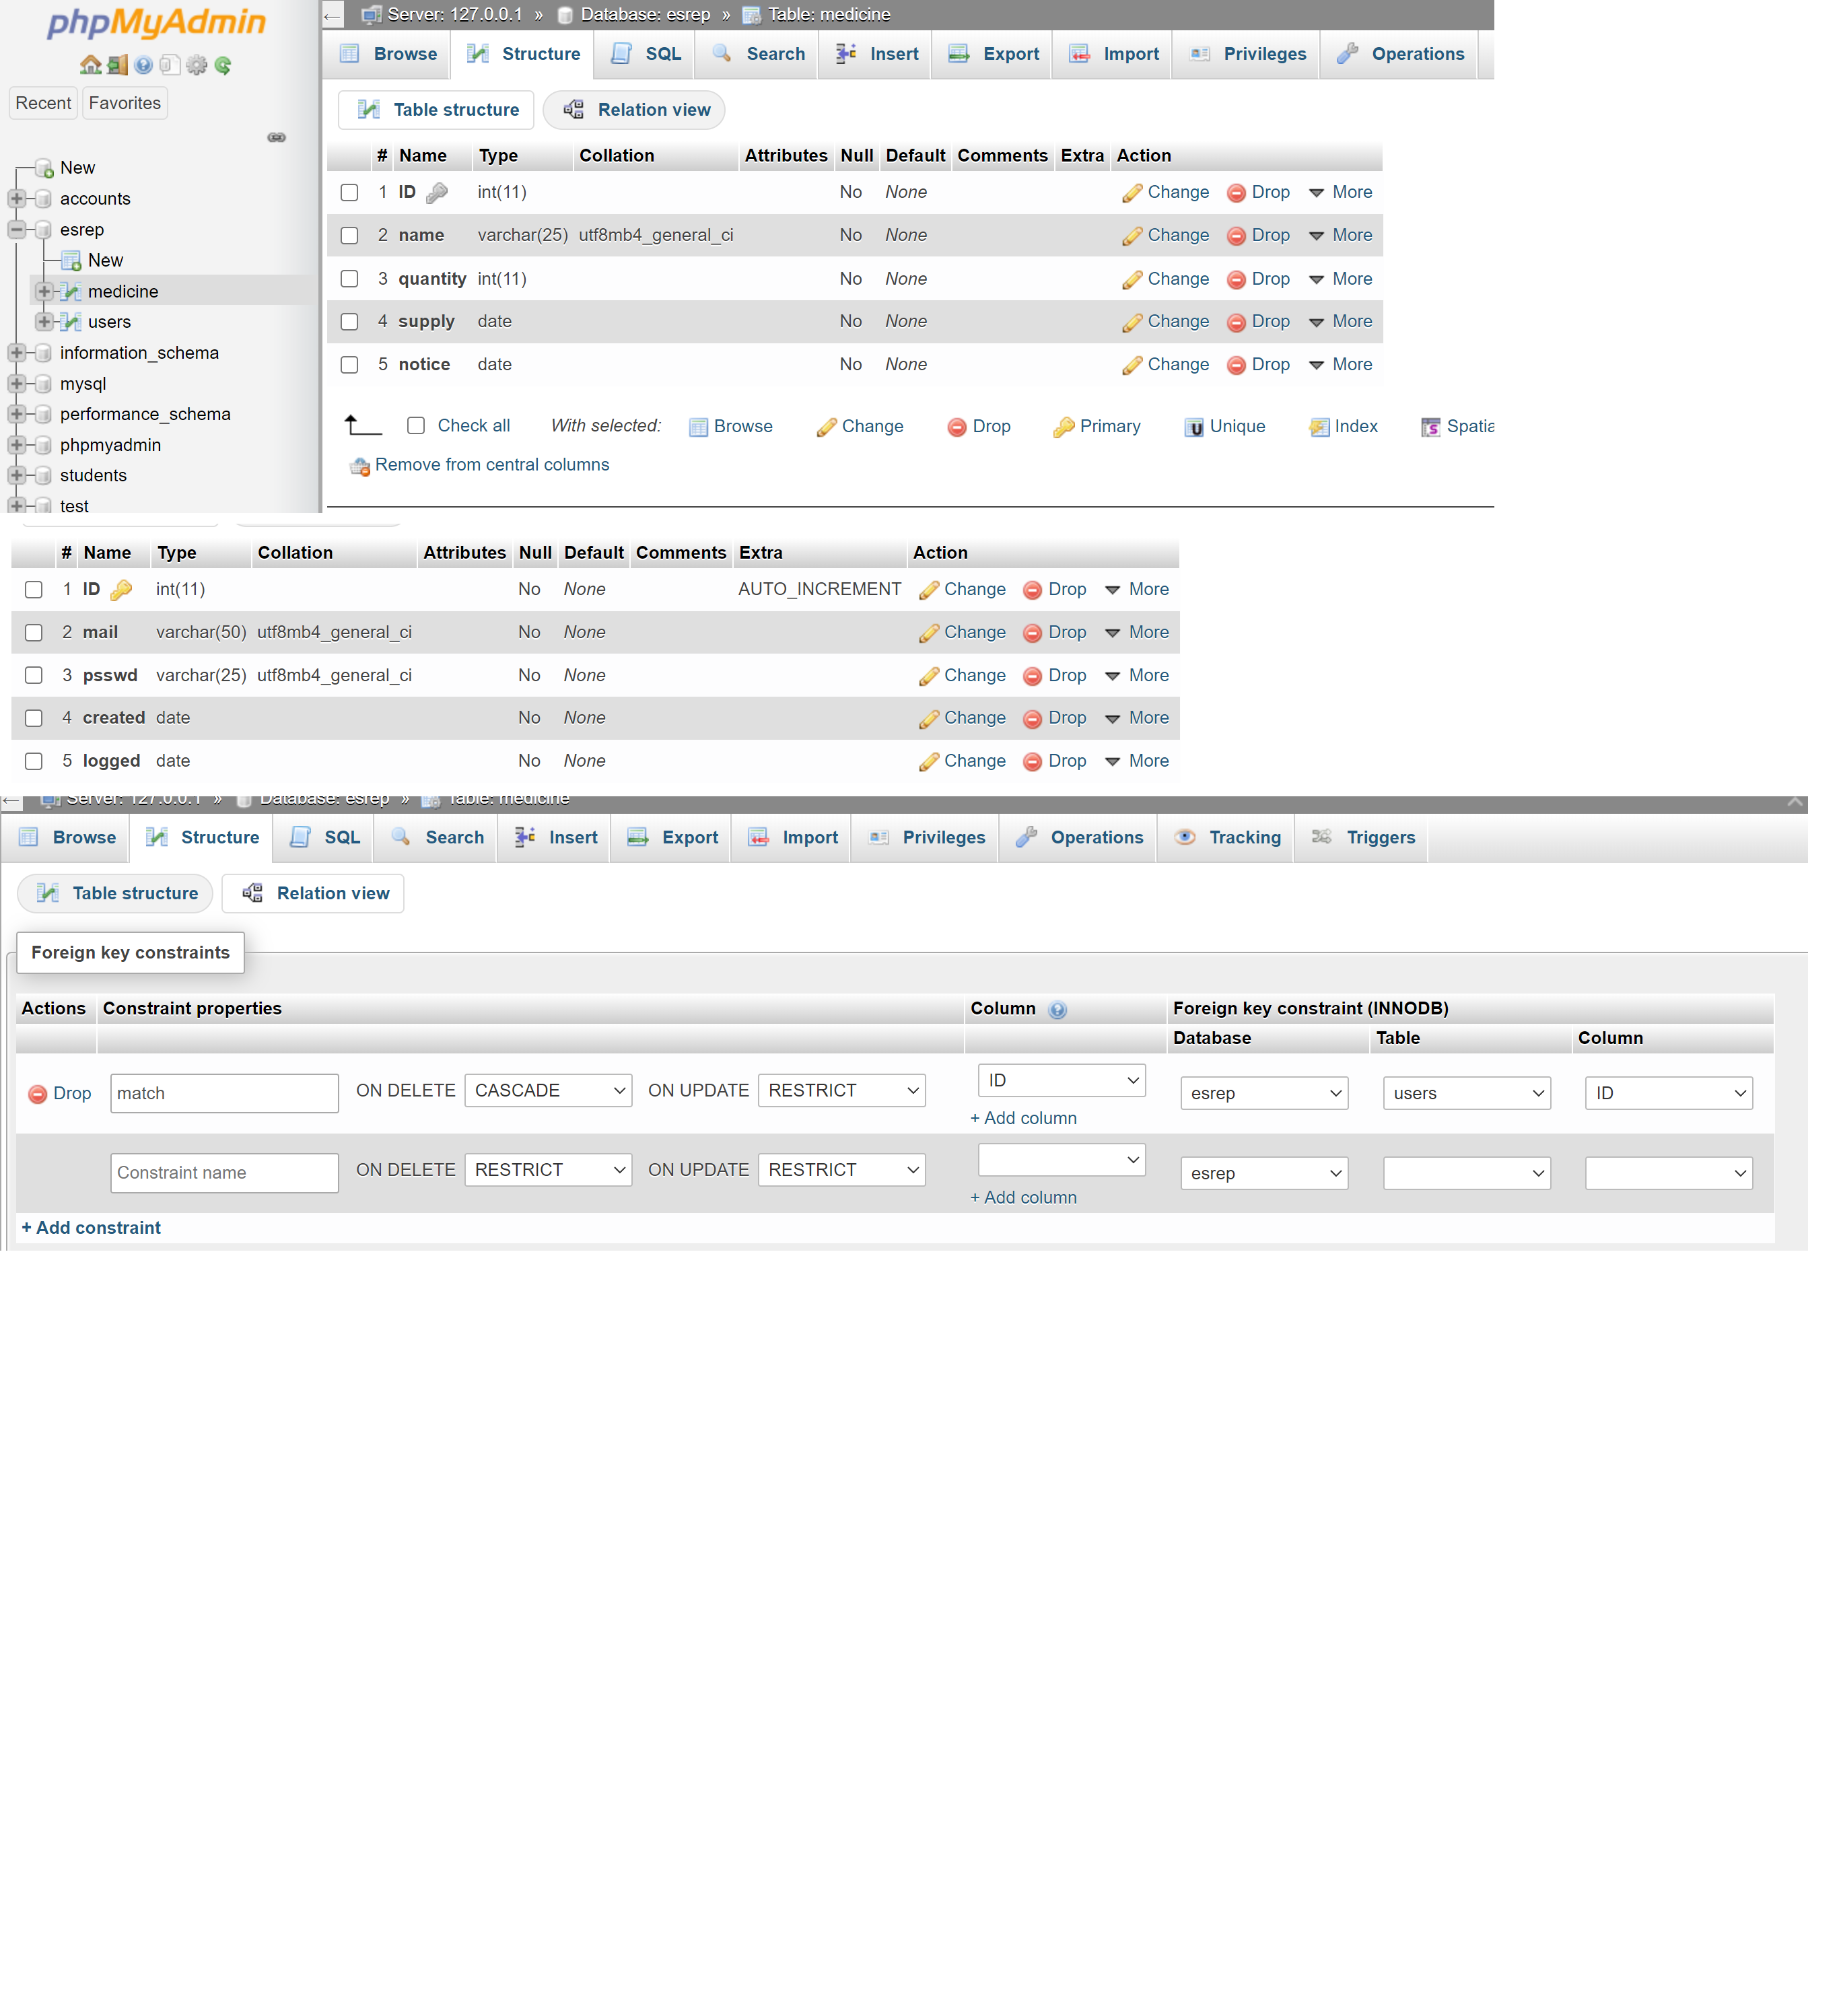 phpMyAdmin
Recent Favorites
New
accounts
esrep
New
medicine
users
information_schema
mysql
performance_schema
phpmyadmin
students
test
Server: 127.0.0.1 » Database: esrep » Table: medicine
Browse Structure SQL Search Insert Export Import Privileges Operations
Table structure Relation view
# Name Type Collation Attributes Null Default Comments Extra Action
1 ID int(11) No None Change Drop More
2 name varchar(25) utf8mb4_general_ci No None Change Drop More
3 quantity int(11) No None Change Drop More
4 supply date No None Change Drop More
5 notice date No None Change Drop More
Check all With selected: Browse Change Drop Primary Unique Index Spatia
Remove from central columns
# Name Type Collation Attributes Null Default Comments Extra Action
1 ID int(11) No None AUTO_INCREMENT Change Drop More
2 mail varchar(50) utf8mb4_general_ci No None Change Drop More
3 psswd varchar(25) utf8mb4_general_ci No None Change Drop More
4 created date No None Change Drop More
5 logged date No None Change Drop More
Server: 127.0.0.1 » Database: esrep » Table: medicine
Browse Structure SQL Search Insert Export Import Privileges Operations Tracking Triggers
Table structure Relation view
Foreign key constraints
Actions Constraint properties Column Foreign key constraint (INNODB)
Database Table Column
Drop match ON DELETE CASCADE ON UPDATE RESTRICT ID esrep users ID
+ Add column
Constraint name ON DELETE RESTRICT ON UPDATE RESTRICT esrep
+ Add column
+ Add constraint